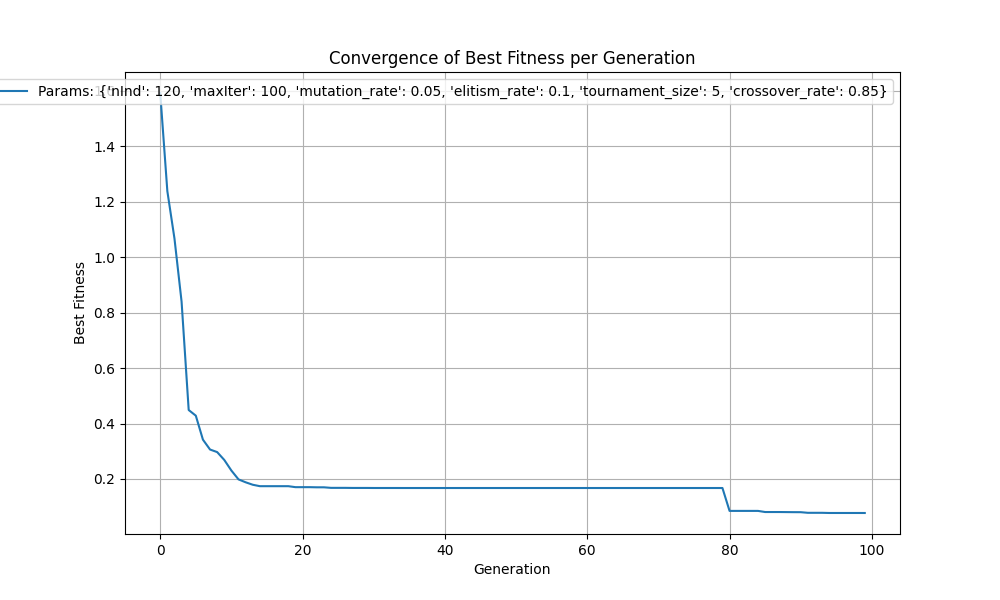 Convergence of Best Fitness per Generation
Params: {'nInd': 120, 'maxIter': 100, 'mutation_rate': 0.05, 'elitism_rate': 0.1, 'tournament_size': 5, 'crossover_rate': 0.85}
1.4
1.2
1.0
0.8
0.6
0.4
0.2
Best Fitness
0 20 40 60 80 100
Generation